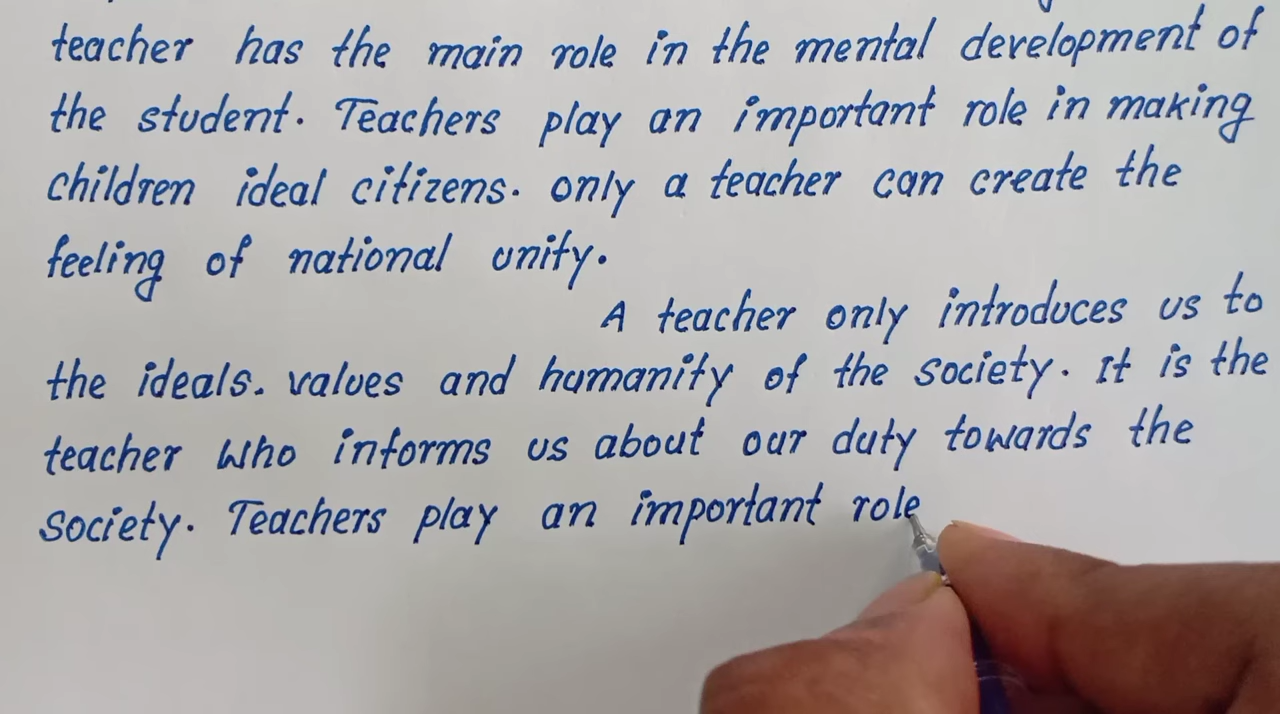 teacher has the main role in the mental development of
the student. Teachers play an important role in making
children ideal citizens. only a teacher can create the
feeling of national unity.
A teacher only introduces us to
the ideals. values and humanity of the society. It is the
teacher who informs us about our duty towards the
society. Teachers play an important role